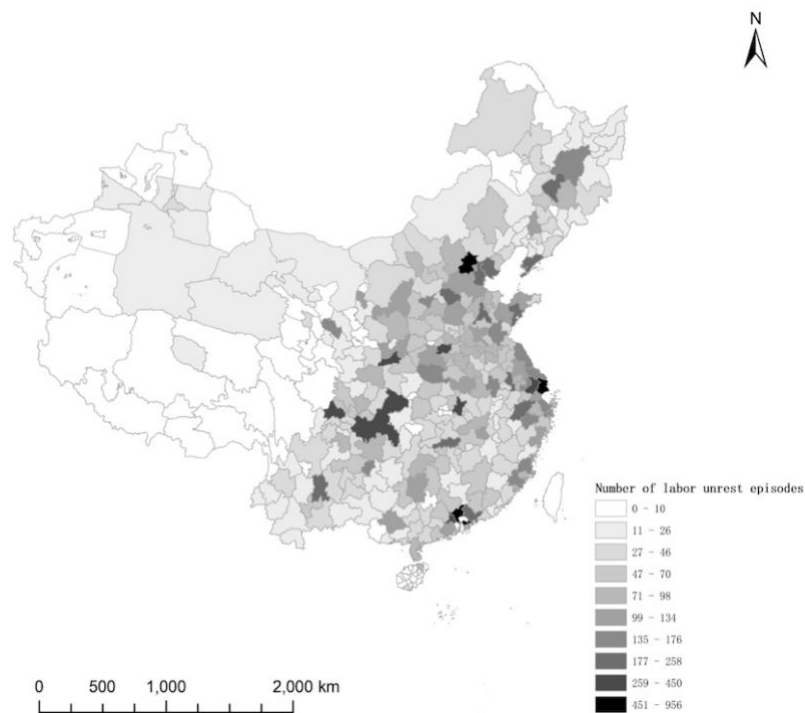 N
Number of labor unrest episodes
0 - 10
11 - 26
27 - 46
47 - 70
71 - 98
99 - 134
135 - 176
177 - 258
259 - 450
451 - 956
0 500 1,000 2,000 km